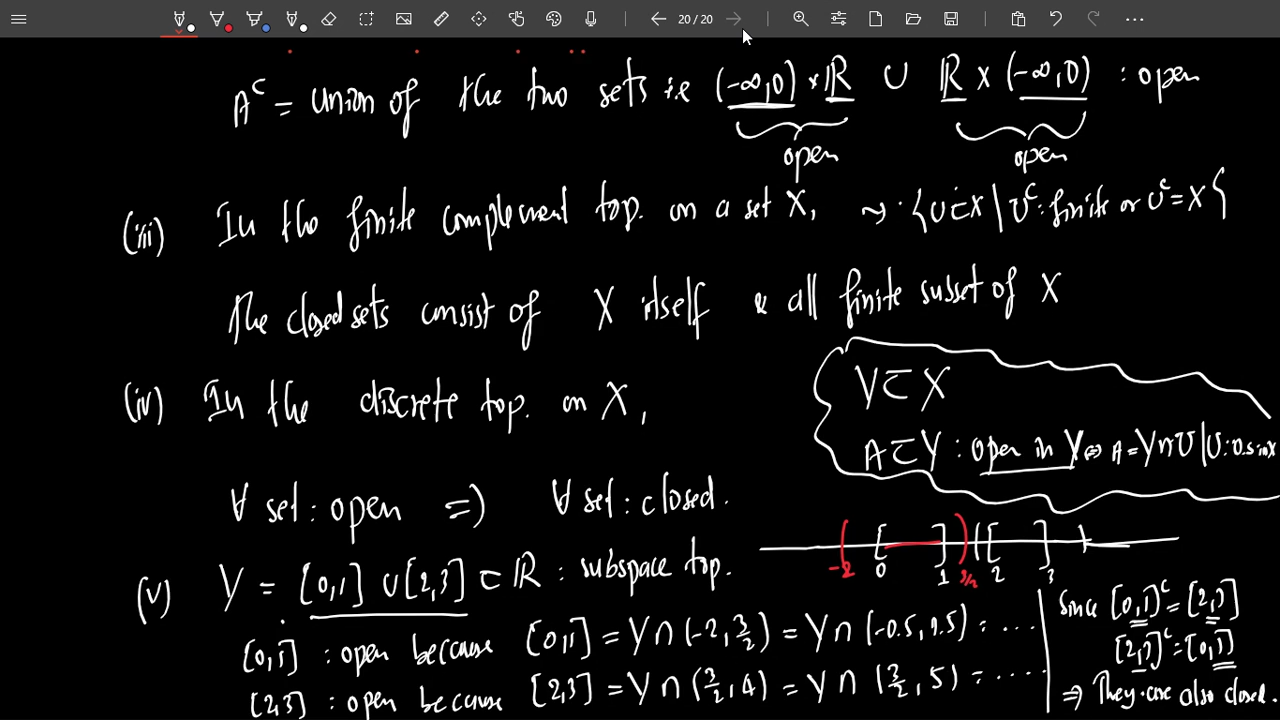 20 / 20
A^c = union of the two sets i.e (-∞,0) × ℝ ∪ ℝ × (-∞,0) : open
open open
(iii) In the finite complement top. on a set X, ⇝ {U⊂X | U^c: finite or U^c = X}
The closed sets consist of X itself & all finite subset of X
(iv) In the discrete top. on X,
Y ⊂ X
A ⊂ Y : open in Y ⇔ A = Y∩U | U: o.s in X
∀ set : open ⇒ ∀ set : closed.
-2 0 1 3/2 2 3
(v) Y = [0,1] ∪ [2,3] ⊂ ℝ : subspace top.
[0,1] : open because [0,1] = Y∩(-2, 3/2) = Y∩(-0.5, 1.5) = ....
[2,3] : open because [2,3] = Y∩(3/2, 4) = Y∩(3/2, 5) = ....
Since [0,1]^c = [2,3]
[2,3]^c = [0,1]
⇒ They are also closed.